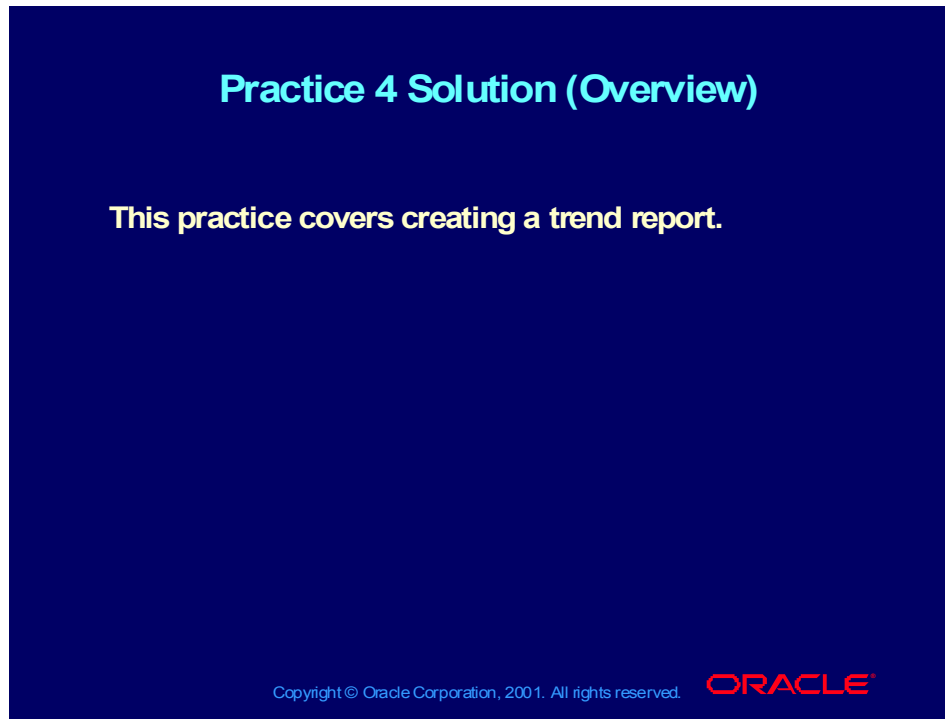 Practice 4 Solution (Overview)
This practice covers creating a trend report.
Copyright © Oracle Corporation, 2001. All rights reserved.
ORACLE®